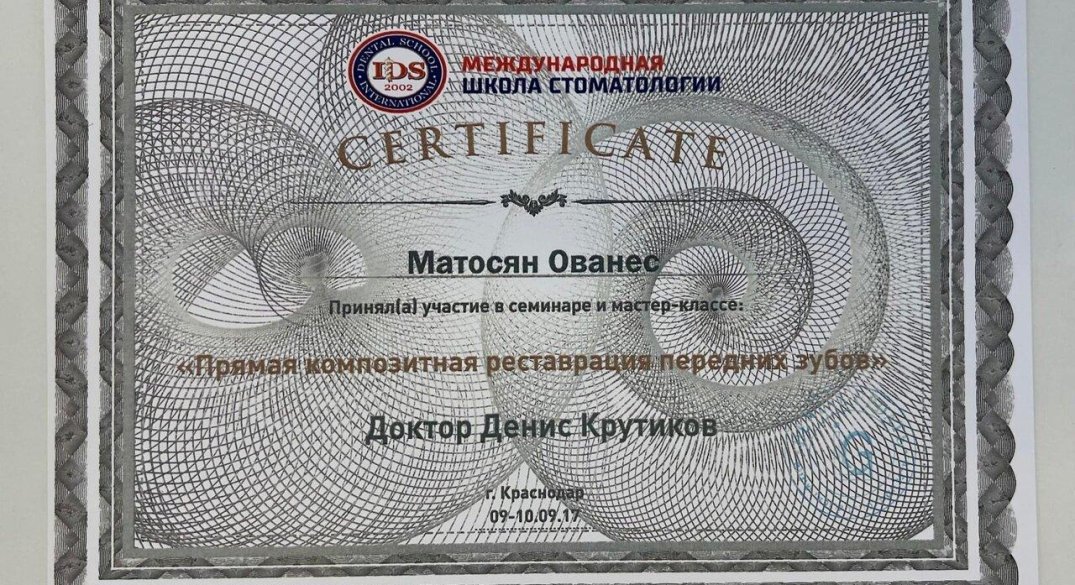 DENTAL SCHOOL
IDS
2002
INTERNATIONAL
МЕЖДУНАРОДНАЯ
ШКОЛА СТОМАТОЛОГИИ
CERTIFICATE
Матосян Ованес
Принял(а) участие в семинаре и мастер-классе:
«Прямая композитная реставрация передних зубов»
Доктор Денис Крутиков
г. Краснодар
09-10.09.17